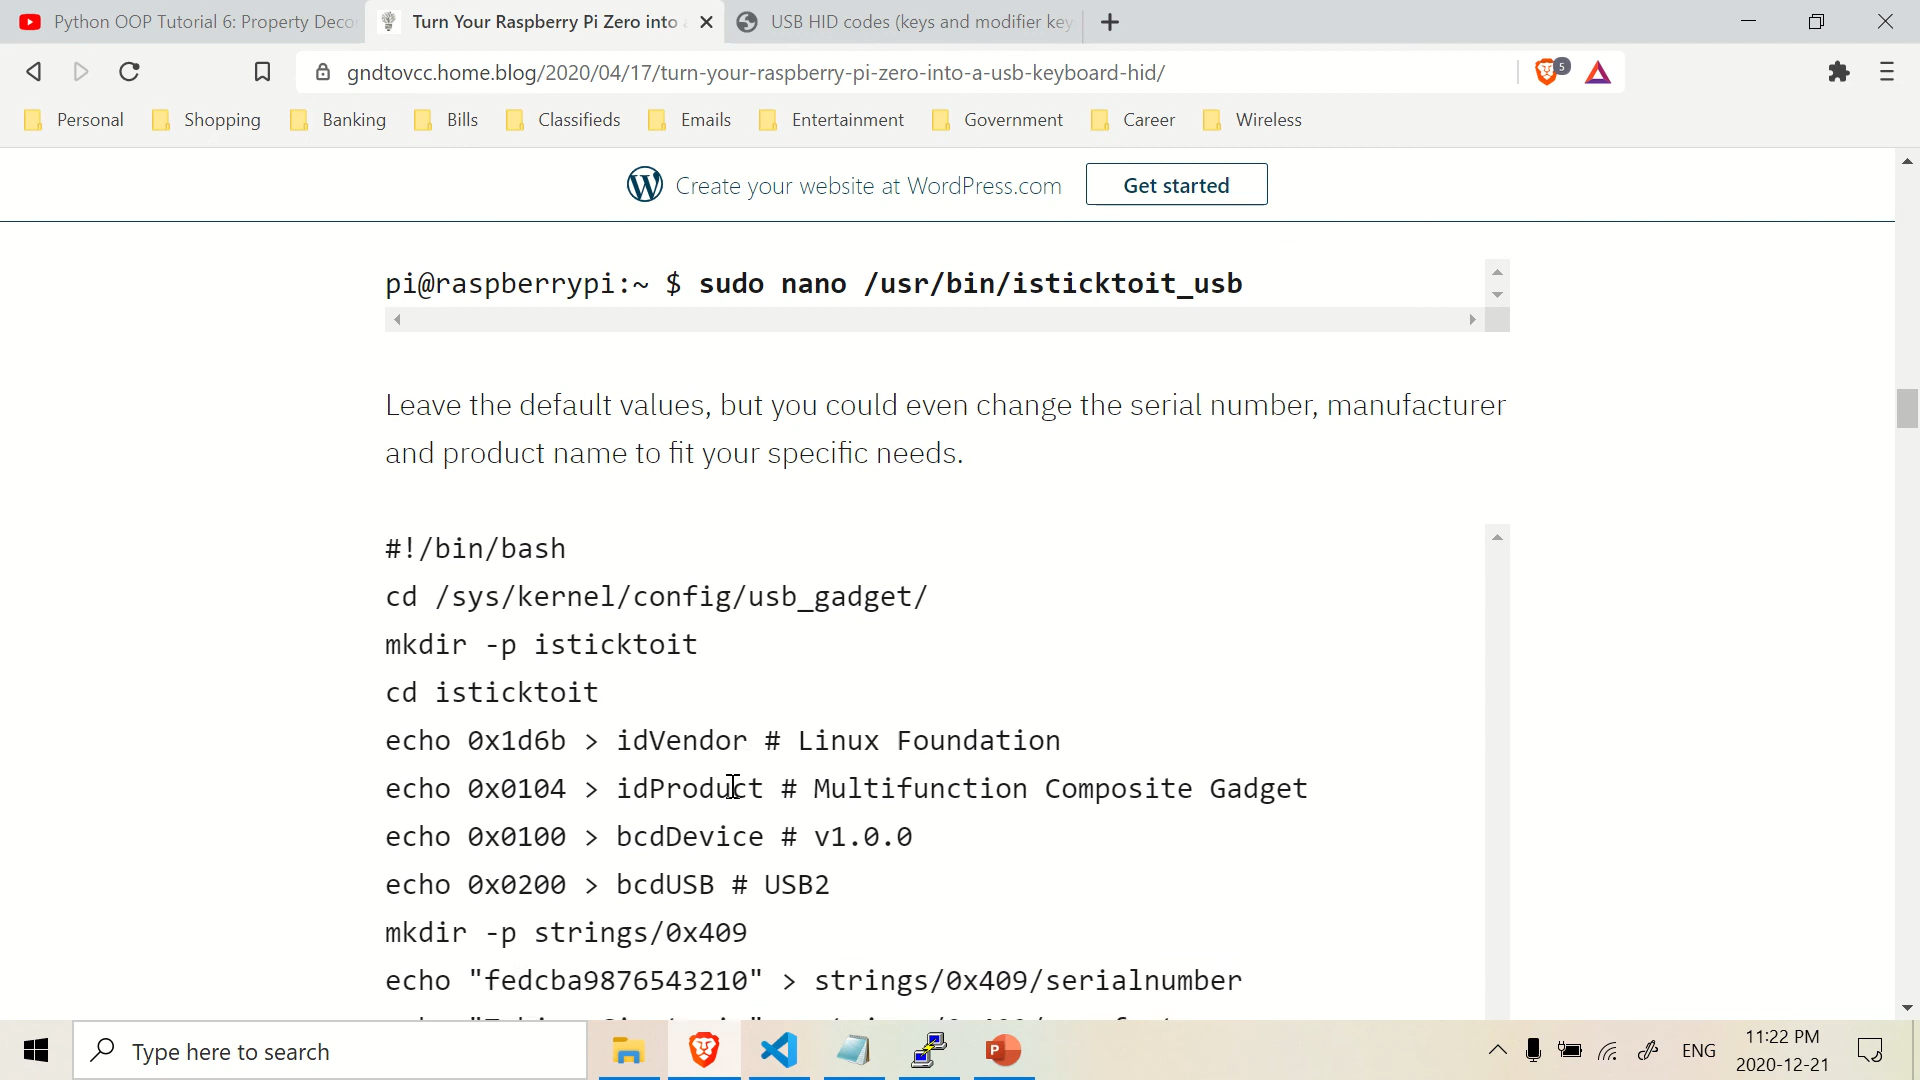 Python OOP Tutorial 6: Property Deco
Turn Your Raspberry Pi Zero into
USB HID codes (keys and modifier key
gndtovcc.home.blog/2020/04/17/turn-your-raspberry-pi-zero-into-a-usb-keyboard-hid/
5
Personal
Shopping
Banking
Bills
Classifieds
Emails
Entertainment
Government
Career
Wireless
Create your website at WordPress.com
Get started
pi@raspberrypi:~ $ sudo nano /usr/bin/isticktoit_usb
Leave the default values, but you could even change the serial number, manufacturer
and product name to fit your specific needs.
#!/bin/bash
cd /sys/kernel/config/usb_gadget/
mkdir -p isticktoit
cd isticktoit
echo 0x1d6b > idVendor # Linux Foundation
echo 0x0104 > idProduct # Multifunction Composite Gadget
echo 0x0100 > bcdDevice # v1.0.0
echo 0x0200 > bcdUSB # USB2
mkdir -p strings/0x409
echo "fedcba9876543210" > strings/0x409/serialnumber
Type here to search
ENG
11:22 PM
2020-12-21